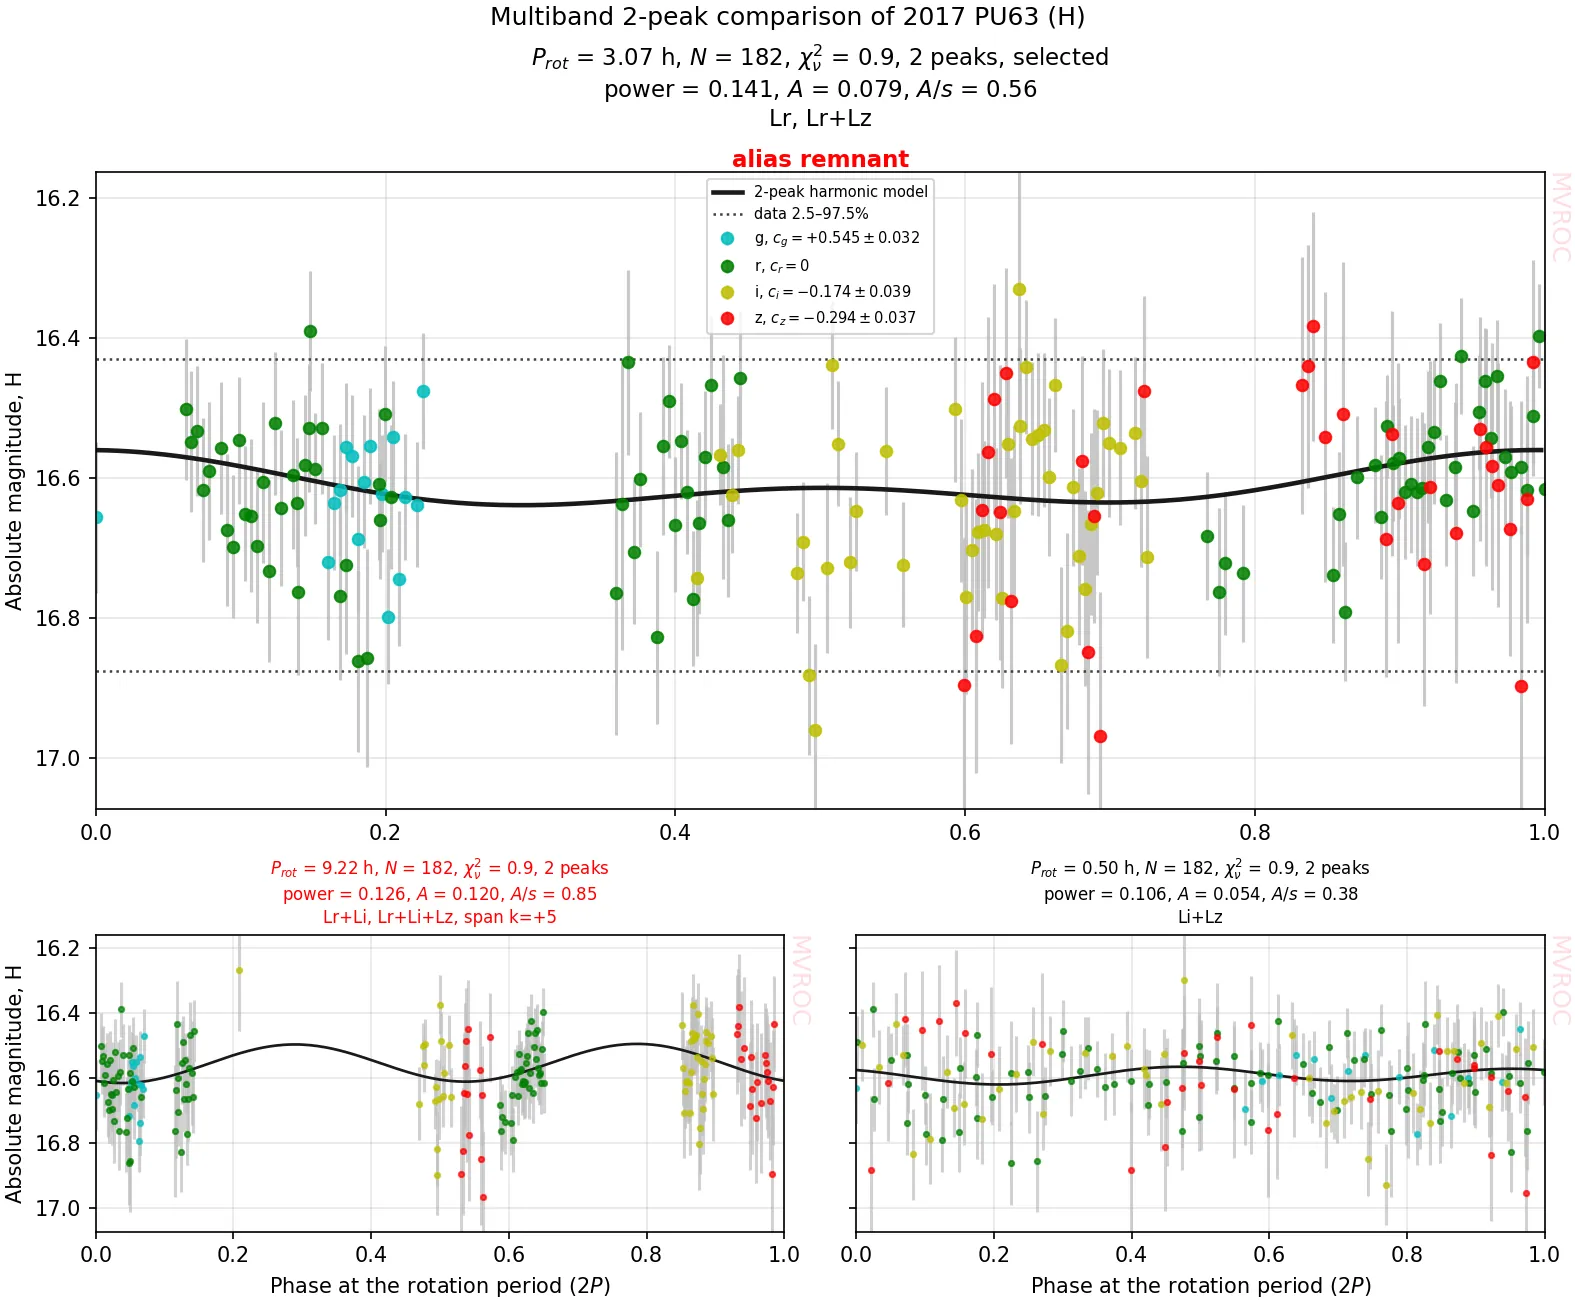 Multiband 2-peak comparison of 2017 PU63 (H)
P_rot = 3.07 h, N = 182, χ²_ν = 0.9, 2 peaks, selected
power = 0.141, A = 0.079, A/s = 0.56
Lr, Lr+Lz
alias remnant
2-peak harmonic model
data 2.5–97.5%
g, c_g = +0.545 ± 0.032
r, c_r = 0
i, c_i = −0.174 ± 0.039
z, c_z = −0.294 ± 0.037
MVROC
Absolute magnitude, H
16.2
16.4
16.6
16.8
17.0
0.0 0.2 0.4 0.6 0.8 1.0
P_rot = 9.22 h, N = 182, χ²_ν = 0.9, 2 peaks
power = 0.126, A = 0.120, A/s = 0.85
Lr+Li, Lr+Li+Lz, span k=+5
MVROC
Absolute magnitude, H
16.2
16.4
16.6
16.8
17.0
0.0 0.2 0.4 0.6 0.8 1.0
Phase at the rotation period (2P)
P_rot = 0.50 h, N = 182, χ²_ν = 0.9, 2 peaks
power = 0.106, A = 0.054, A/s = 0.38
Li+Lz
MVROC
0.0 0.2 0.4 0.6 0.8 1.0
Phase at the rotation period (2P)